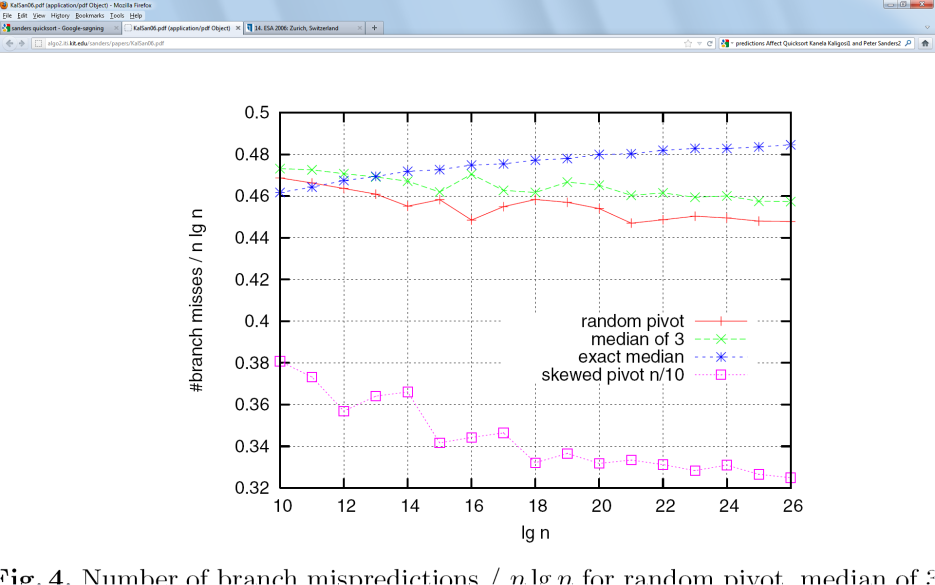 KalSan06.pdf (application/pdf Object) - Mozilla Firefox
File Edit View History Bookmarks Tools Help
sanders quicksort - Google-søgning
KalSan06.pdf (application/pdf Object)
14. ESA 2006: Zurich, Switzerland
algo2.iti.kit.edu/sanders/papers/KalSan06.pdf
predictions Affect Quicksort Kanela Kaligosi1 and Peter Sanders2
0.5
0.48
0.46
0.44
0.42
0.4
0.38
0.36
0.34
0.32
#branch misses / n lg n
random pivot
median of 3
exact median
skewed pivot n/10
10 12 14 16 18 20 22 24 26
lg n
Fig. 4. Number of branch mispredictions / n lg n for random pivot, median of 3